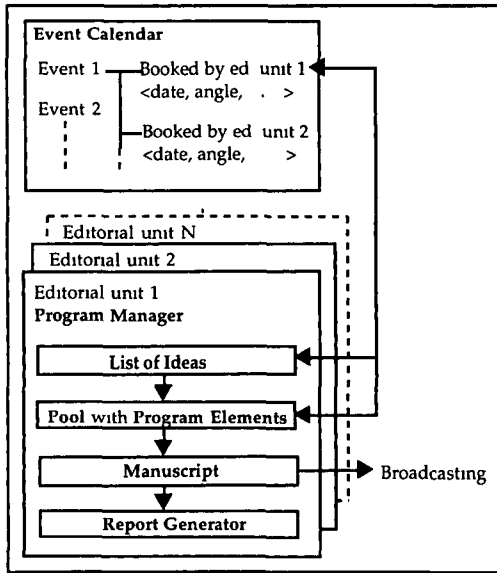 Event Calendar
Event 1
Booked by ed unit 1
<date, angle, . >
Event 2
Booked by ed unit 2
<date, angle, >
Editorial unit N
Editorial unit 2
Editorial unit 1
Program Manager
List of Ideas
Pool with Program Elements
Manuscript
Broadcasting
Report Generator